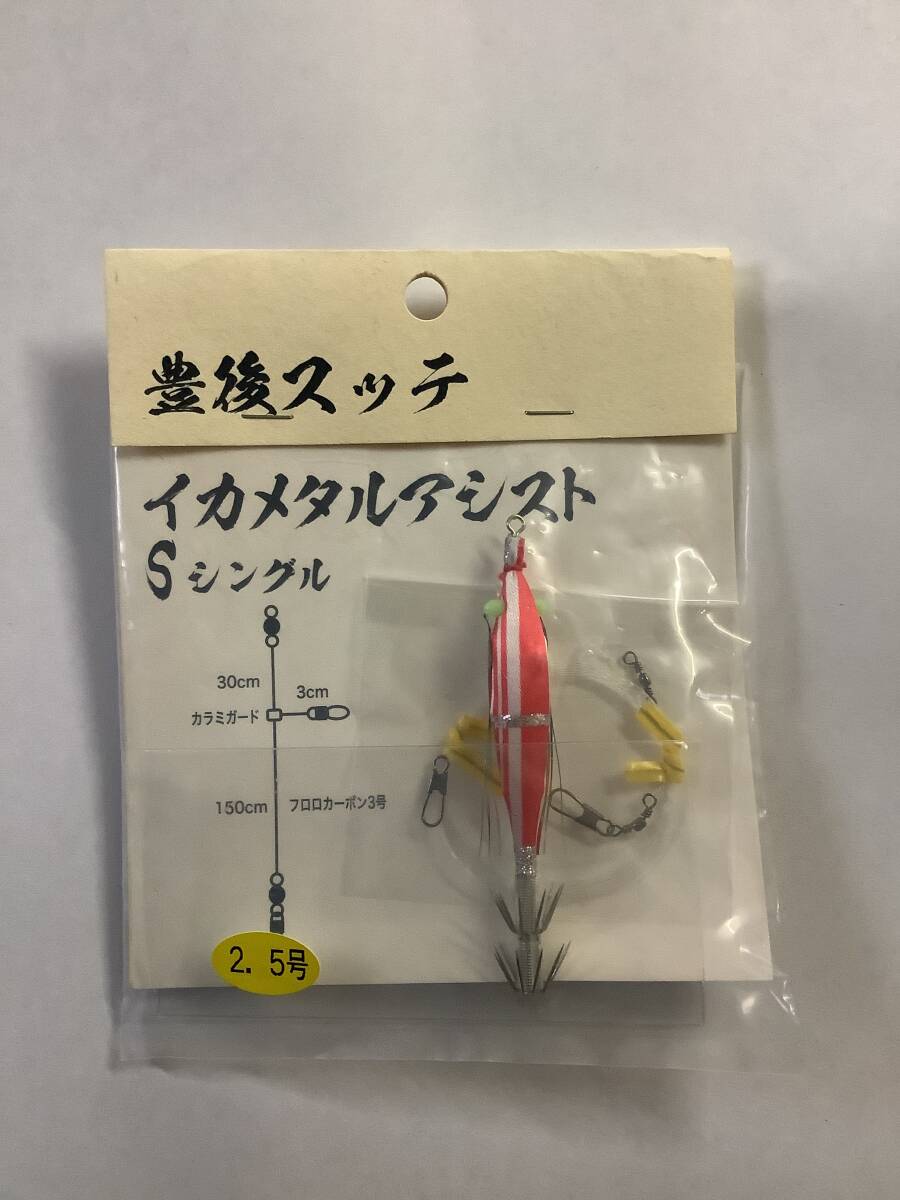 豊後スッテ
イカメタルアシスト
Sシングル
30cm
3cm
カラミガード
150cm
フロロカーボン3号
2.5号